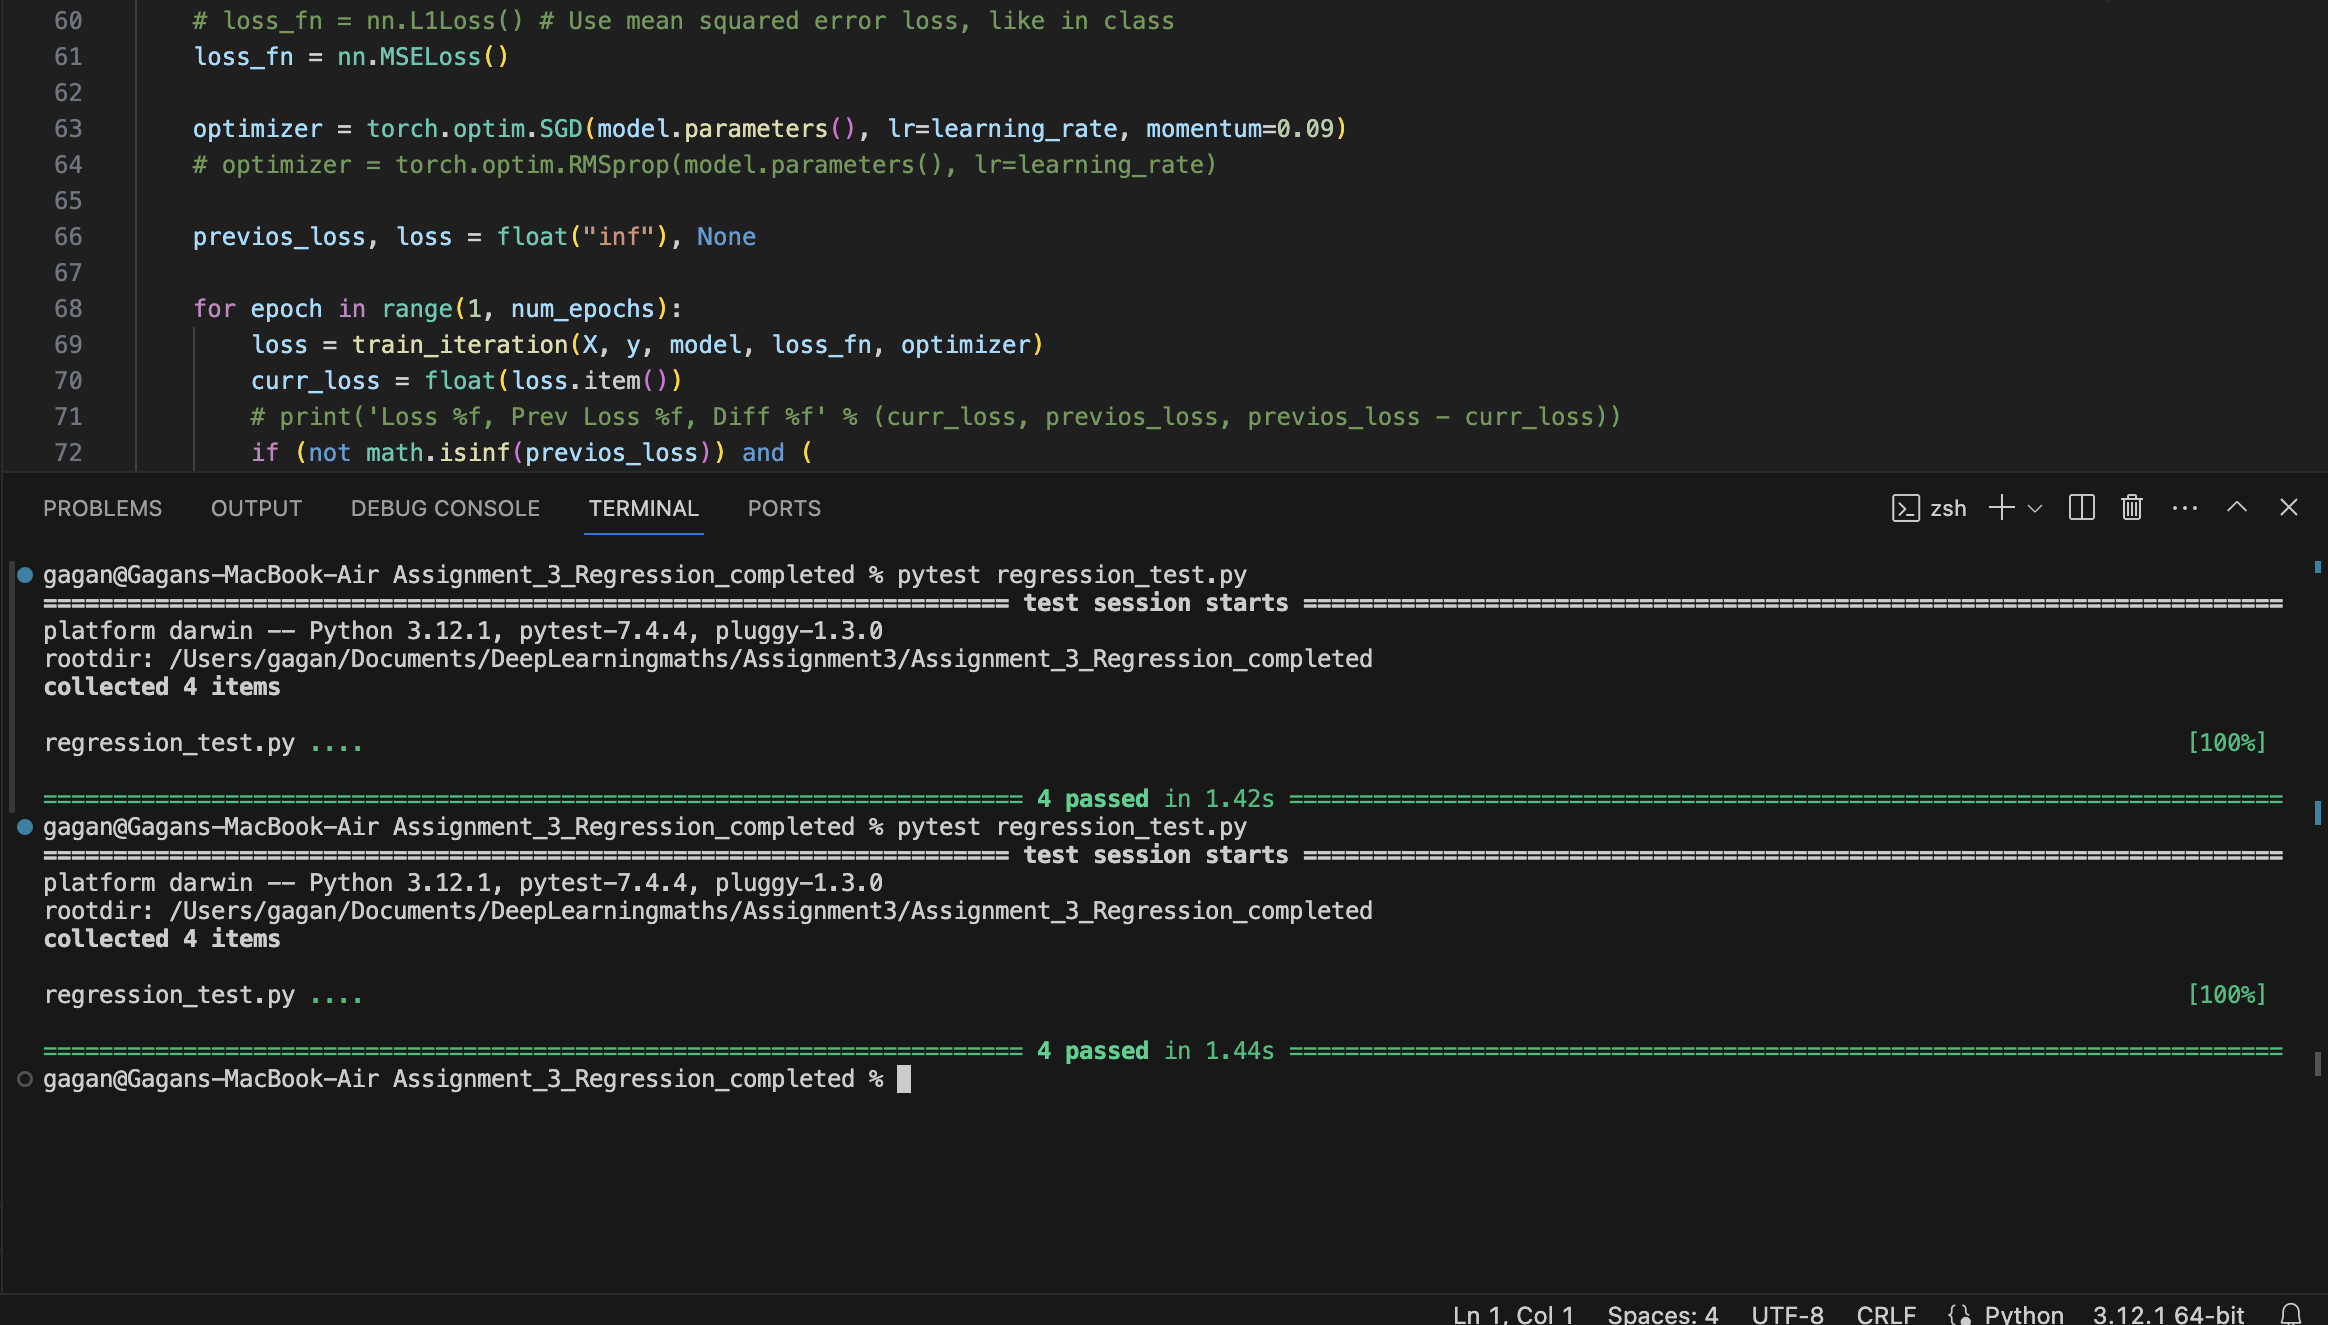 60 # loss_fn = nn.L1Loss() # Use mean squared error loss, like in class
61 loss_fn = nn.MSELoss()
62
63 optimizer = torch.optim.SGD(model.parameters(), lr=learning_rate, momentum=0.09)
64 # optimizer = torch.optim.RMSprop(model.parameters(), lr=learning_rate)
65
66 previos_loss, loss = float("inf"), None
67
68 for epoch in range(1, num_epochs):
69 loss = train_iteration(X, y, model, loss_fn, optimizer)
70 curr_loss = float(loss.item())
71 # print('Loss %f, Prev Loss %f, Diff %f' % (curr_loss, previos_loss, previos_loss - curr_loss))
72 if (not math.isinf(previos_loss)) and (
PROBLEMS OUTPUT DEBUG CONSOLE TERMINAL PORTS zsh
gagan@Gagans-MacBook-Air Assignment_3_Regression_completed % pytest regression_test.py
===================================================================== test session starts ======================================================================
platform darwin -- Python 3.12.1, pytest-7.4.4, pluggy-1.3.0
rootdir: /Users/gagan/Documents/DeepLearningmaths/Assignment3/Assignment_3_Regression_completed
collected 4 items
regression_test.py .... [100%]
====================================================================== 4 passed in 1.42s =======================================================================
gagan@Gagans-MacBook-Air Assignment_3_Regression_completed % pytest regression_test.py
===================================================================== test session starts ======================================================================
platform darwin -- Python 3.12.1, pytest-7.4.4, pluggy-1.3.0
rootdir: /Users/gagan/Documents/DeepLearningmaths/Assignment3/Assignment_3_Regression_completed
collected 4 items
regression_test.py .... [100%]
====================================================================== 4 passed in 1.44s =======================================================================
gagan@Gagans-MacBook-Air Assignment_3_Regression_completed %
Ln 1, Col 1 Spaces: 4 UTF-8 CRLF {} Python 3.12.1 64-bit